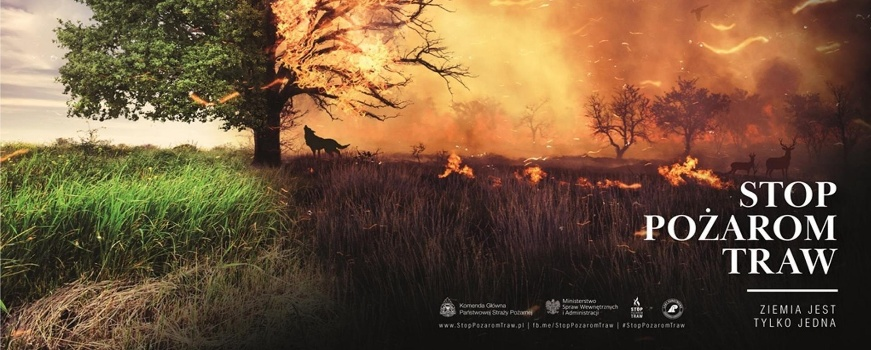 STOP
POŻAROM
TRAW
ZIEMIA JEST
TYLKO JEDNA
Komenda Główna
Państwowej Straży Pożarnej
Ministerstwo
Spraw Wewnętrznych
i Administracji
STOP
TRAW
www.StopPozaromTraw.pl | fb.me/StopPozaromTraw | #StopPozaromTraw